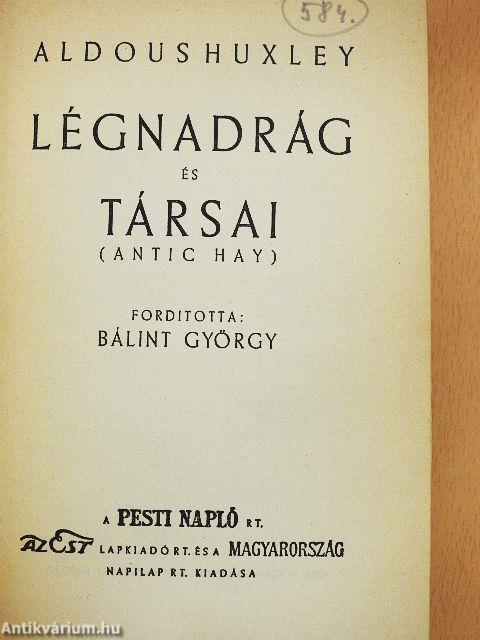 584.
ALDOUS HUXLEY
LÉGNADRÁG
ÉS
TÁRSAI
(ANTIC HAY)
FORDITOTTA:
BÁLINT GYÖRGY
A PESTI NAPLÓ RT.
AZ EST LAPKIADÓ RT. ÉS A MAGYARORSZÁG
NAPILAP RT. KIADÁSA
Antikvárium.hu